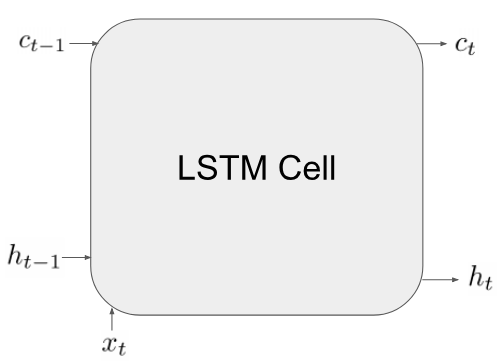 c_{t-1}
c_t
LSTM Cell
h_{t-1}
h_t
x_t